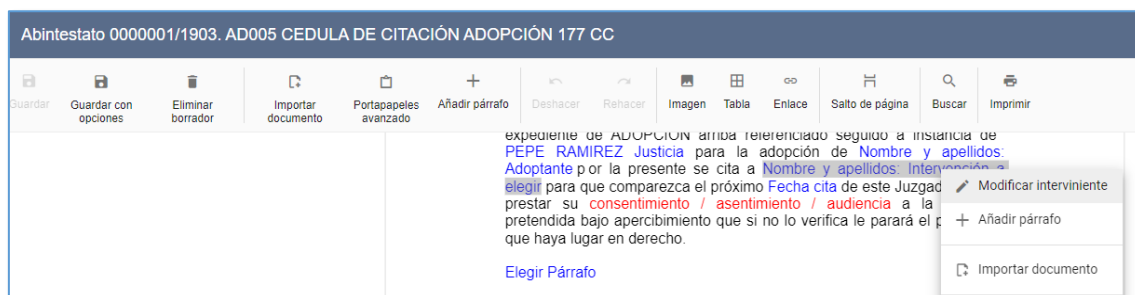 Abintestato 0000001/1903. AD005 CEDULA DE CITACIÓN ADOPCIÓN 177 CC
Guardar
Guardar con opciones
Eliminar borrador
Importar documento
Portapapeles avanzado
Añadir párrafo
Deshacer
Rehacer
Imagen
Tabla
Enlace
Salto de página
Buscar
Imprimir
expediente de ADOPCIÓN arriba referenciado seguido a instancia de
PEPE RAMIREZ Justicia para la adopción de Nombre y apellidos:
Adoptante por la presente se cita a Nombre y apellidos: Intervención a
elegir para que comparezca el próximo Fecha cita de este Juzgad
prestar su consentimiento / asentimiento / audiencia a la
pretendida bajo apercibimiento que si no lo verifica le parará el p
que haya lugar en derecho.
Elegir Párrafo
Modificar interviniente
Añadir párrafo
Importar documento